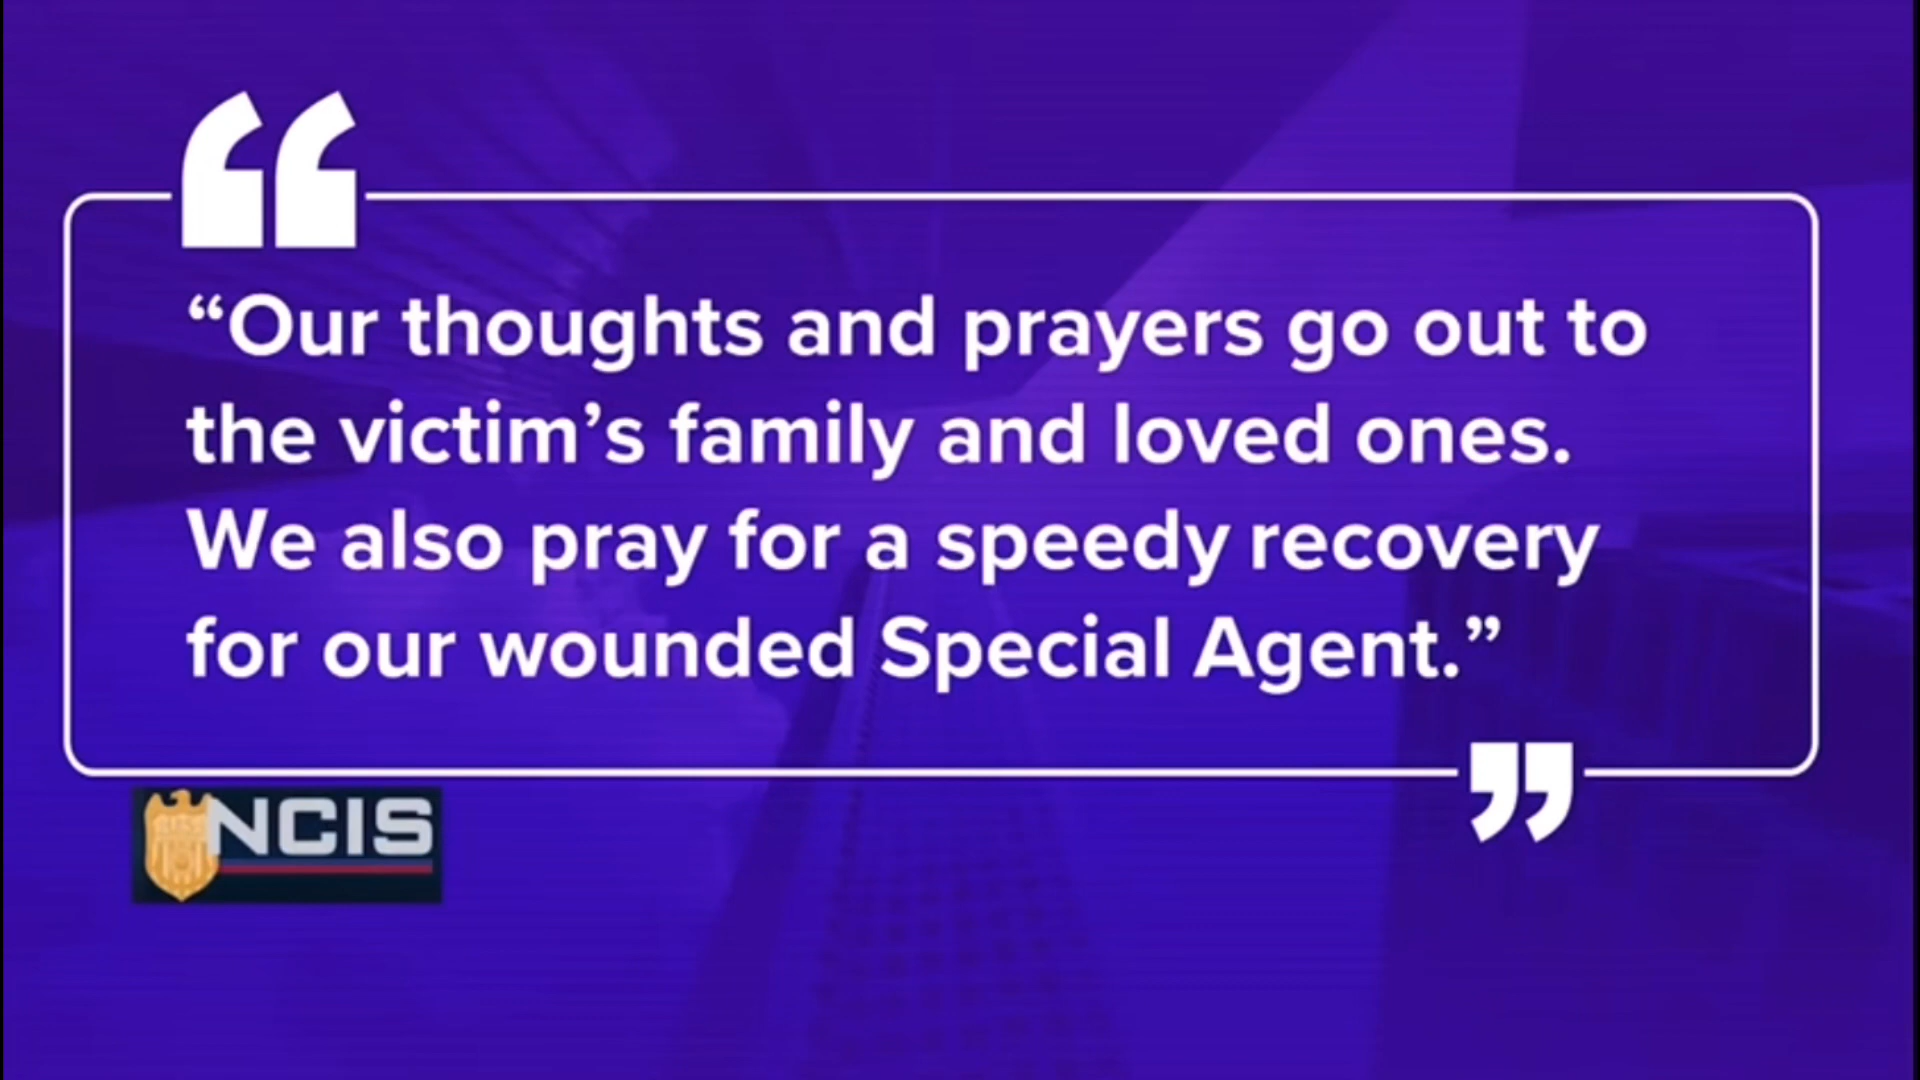 “Our thoughts and prayers go out to
the victim’s family and loved ones.
We also pray for a speedy recovery
for our wounded Special Agent.”
NCIS